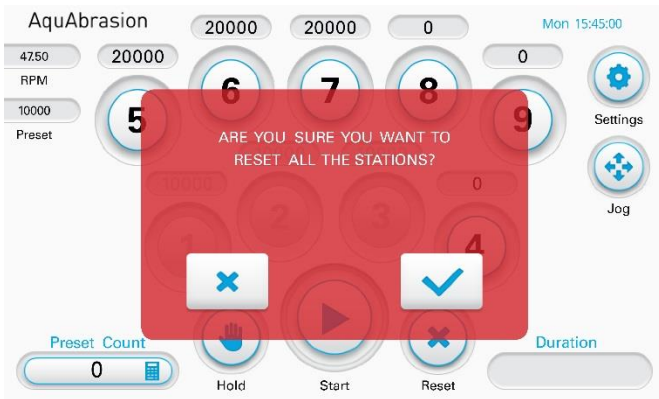 AquAbrasion
20000
20000
0
Mon 15:45:00
47.50
RPM
20000
0
10000
Preset
5
6
7
8
9
Settings
ARE YOU SURE YOU WANT TO
RESET ALL THE STATIONS?
10000
0
Jog
1
2
3
4
Preset Count
0
Hold
Start
Reset
Duration